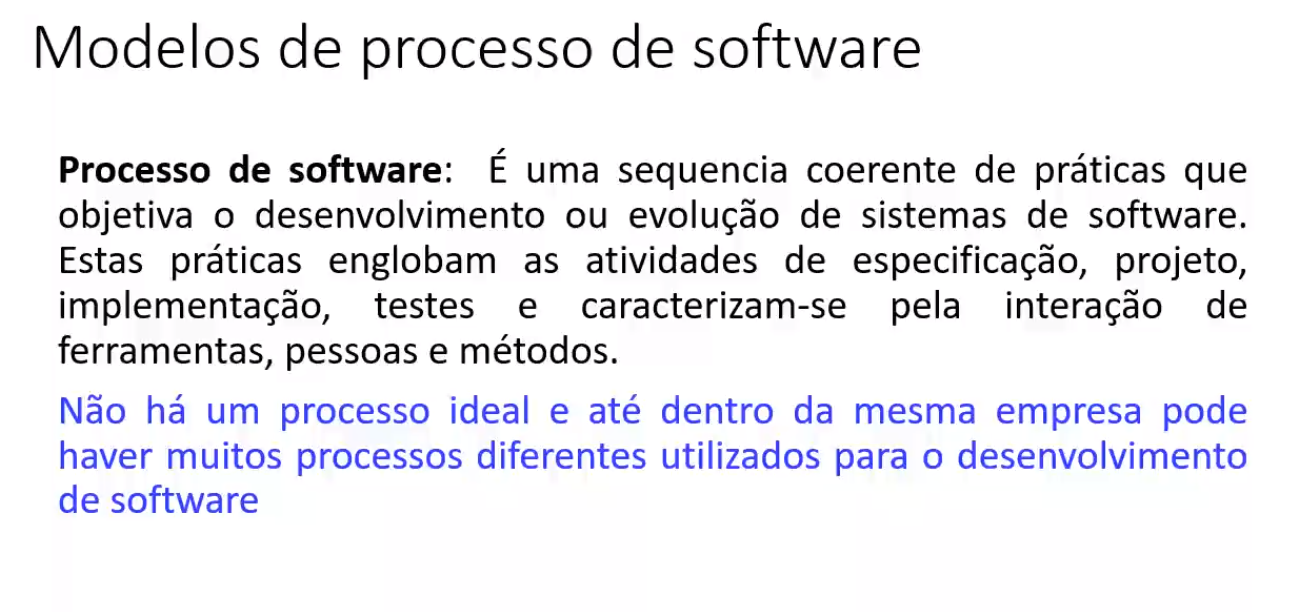 Modelos de processo de software
Processo de software: É uma sequencia coerente de práticas que
objetiva o desenvolvimento ou evolução de sistemas de software.
Estas práticas englobam as atividades de especificação, projeto,
implementação, testes e caracterizam-se pela interação de
ferramentas, pessoas e métodos.
Não há um processo ideal e até dentro da mesma empresa pode
haver muitos processos diferentes utilizados para o desenvolvimento
de software